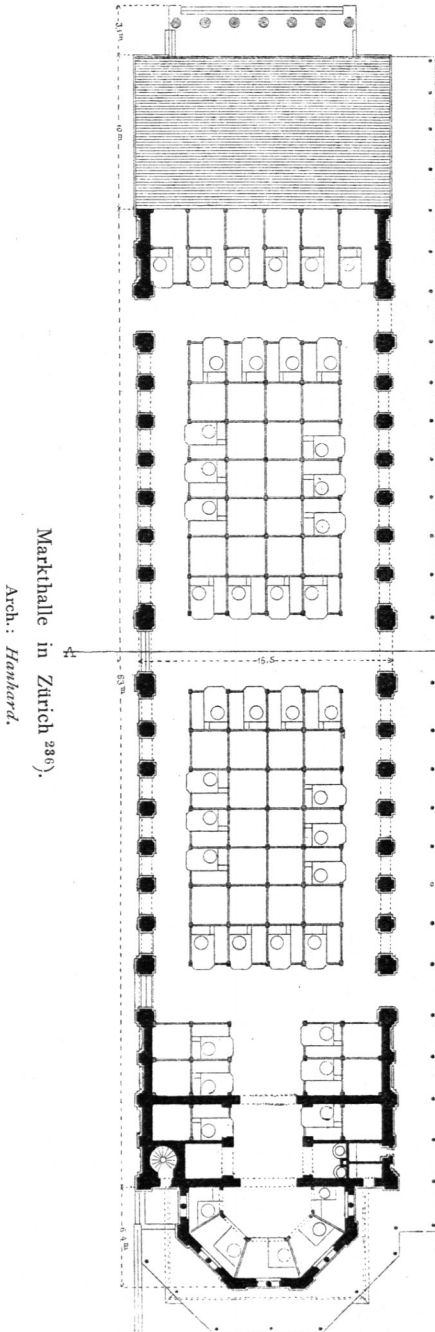 Markthalle in Zürich ²³⁶).
Arch.: Hanhard.
3,1 m
10 m
15.5
63 m
6,4 m